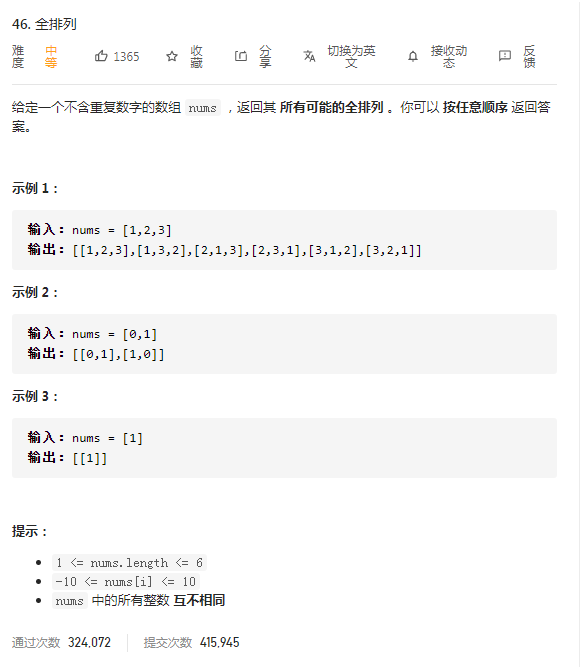 46. 全排列
难度 中等 1365 收藏 分享 切换为英文 接收动态 反馈
给定一个不含重复数字的数组 nums ，返回其 所有可能的全排列 。你可以 按任意顺序 返回答
案。
示例 1：
输入：nums = [1,2,3]
输出：[[1,2,3],[1,3,2],[2,1,3],[2,3,1],[3,1,2],[3,2,1]]
示例 2：
输入：nums = [0,1]
输出：[[0,1],[1,0]]
示例 3：
输入：nums = [1]
输出：[[1]]
提示：
1 <= nums.length <= 6
-10 <= nums[i] <= 10
nums 中的所有整数 互不相同
通过次数 324,072 提交次数 415,945